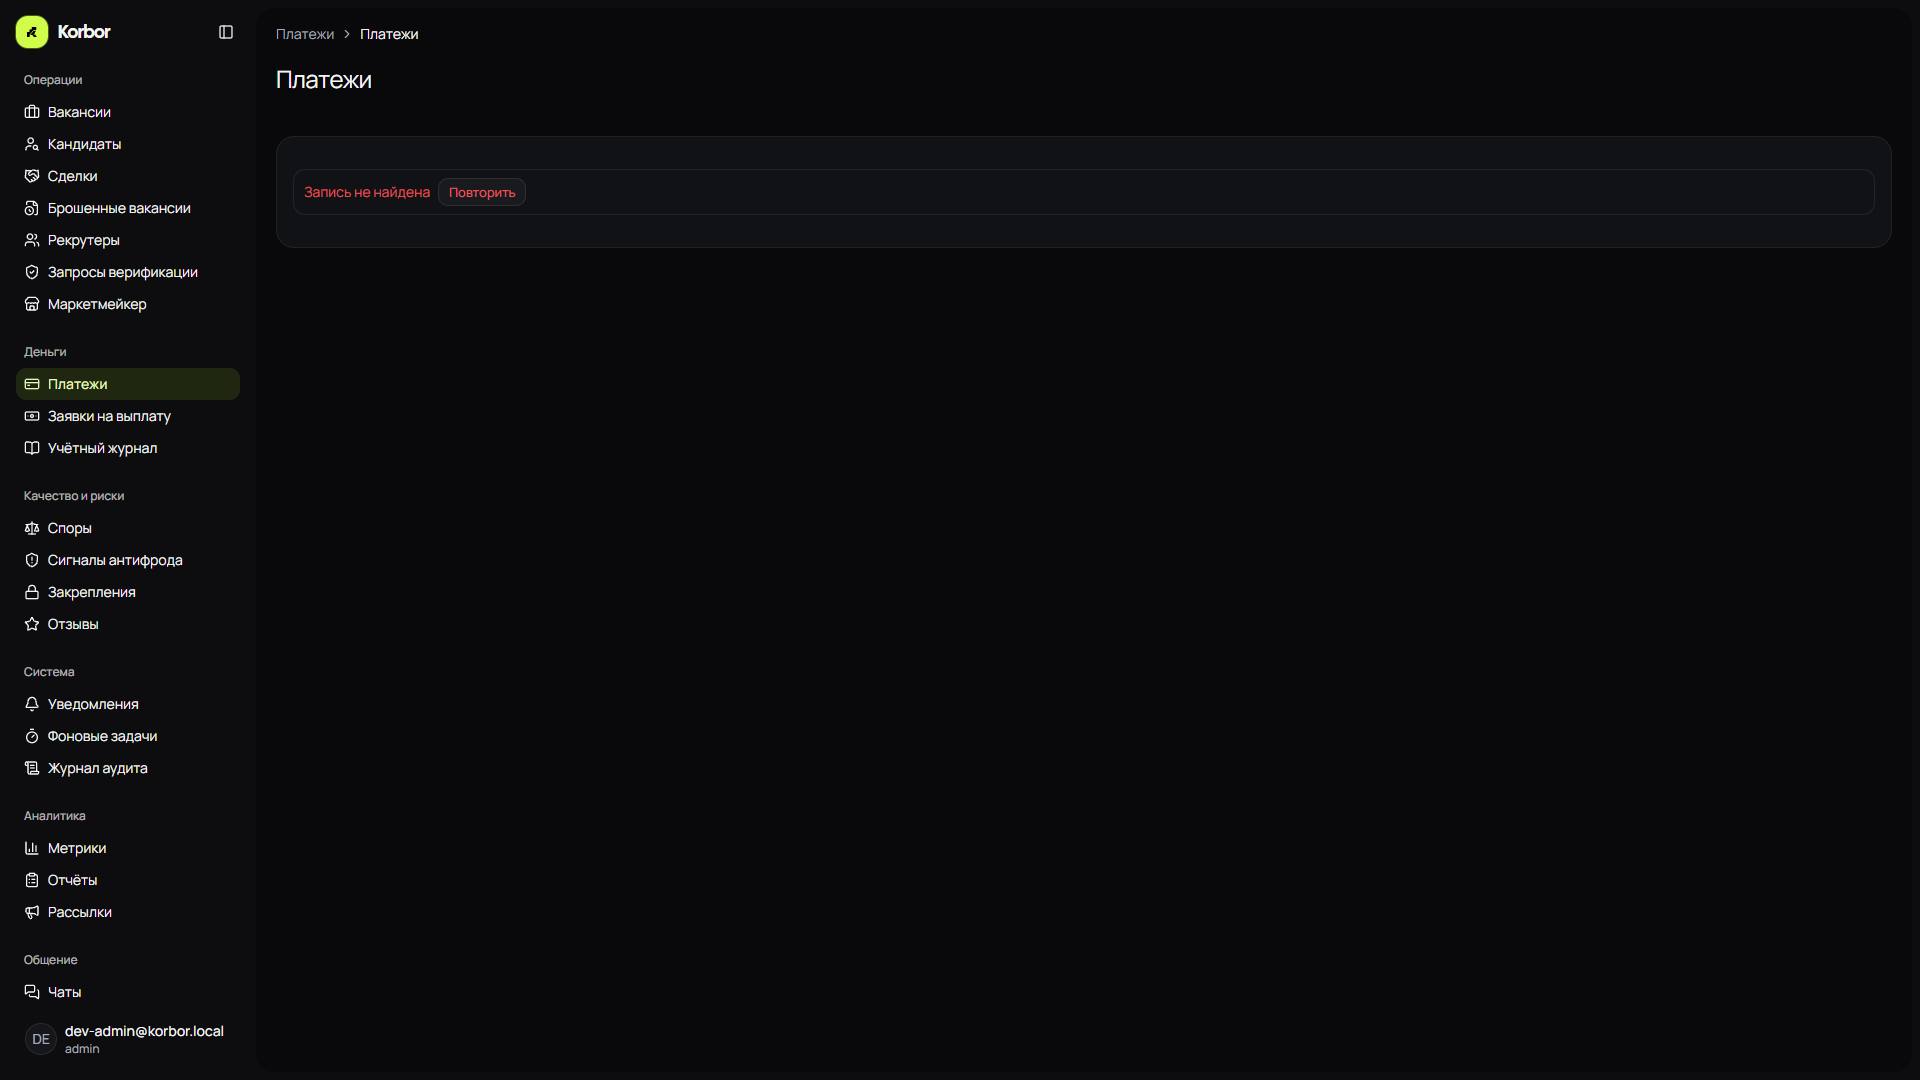 Korbor
Операции
Вакансии
Кандидаты
Сделки
Брошенные вакансии
Рекрутеры
Запросы верификации
Маркетмейкер
Деньги
Платежи
Заявки на выплату
Учётный журнал
Качество и риски
Споры
Сигналы антифрода
Закрепления
Отзывы
Система
Уведомления
Фоновые задачи
Журнал аудита
Аналитика
Метрики
Отчёты
Рассылки
Общение
Чаты
DE
dev-admin@korbor.local
admin
Платежи > Платежи
Платежи
Запись не найдена Повторить